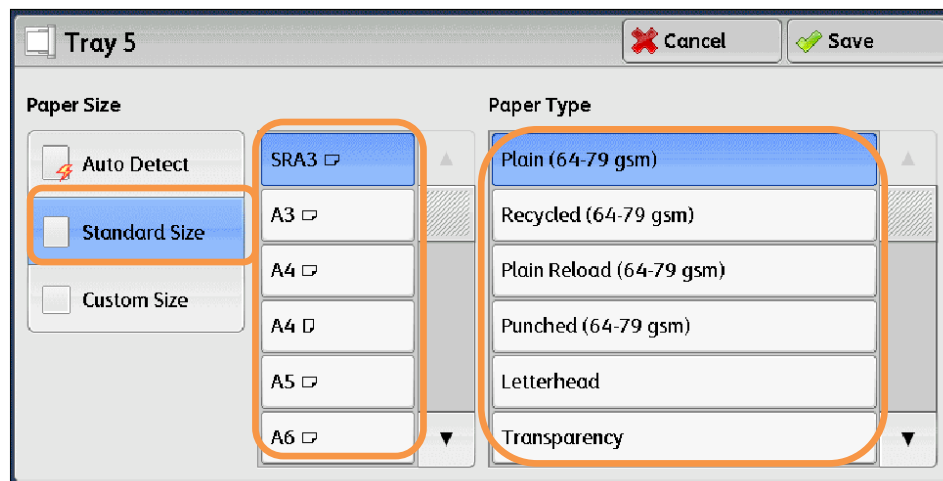 Tray 5
Cancel
Save
Paper Size
Paper Type
Auto Detect
Standard Size
Custom Size
SRA3
A3
A4
A4
A5
A6
Plain (64-79 gsm)
Recycled (64-79 gsm)
Plain Reload (64-79 gsm)
Punched (64-79 gsm)
Letterhead
Transparency